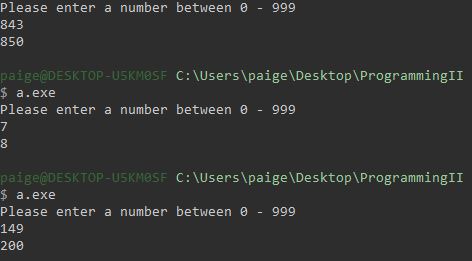 Please enter a number between 0 - 999
843
850
paige@DESKTOP-U5KM0SF C:\Users\paige\Desktop\ProgrammingII
$ a.exe
Please enter a number between 0 - 999
7
8
paige@DESKTOP-U5KM0SF C:\Users\paige\Desktop\ProgrammingII
$ a.exe
Please enter a number between 0 - 999
149
200